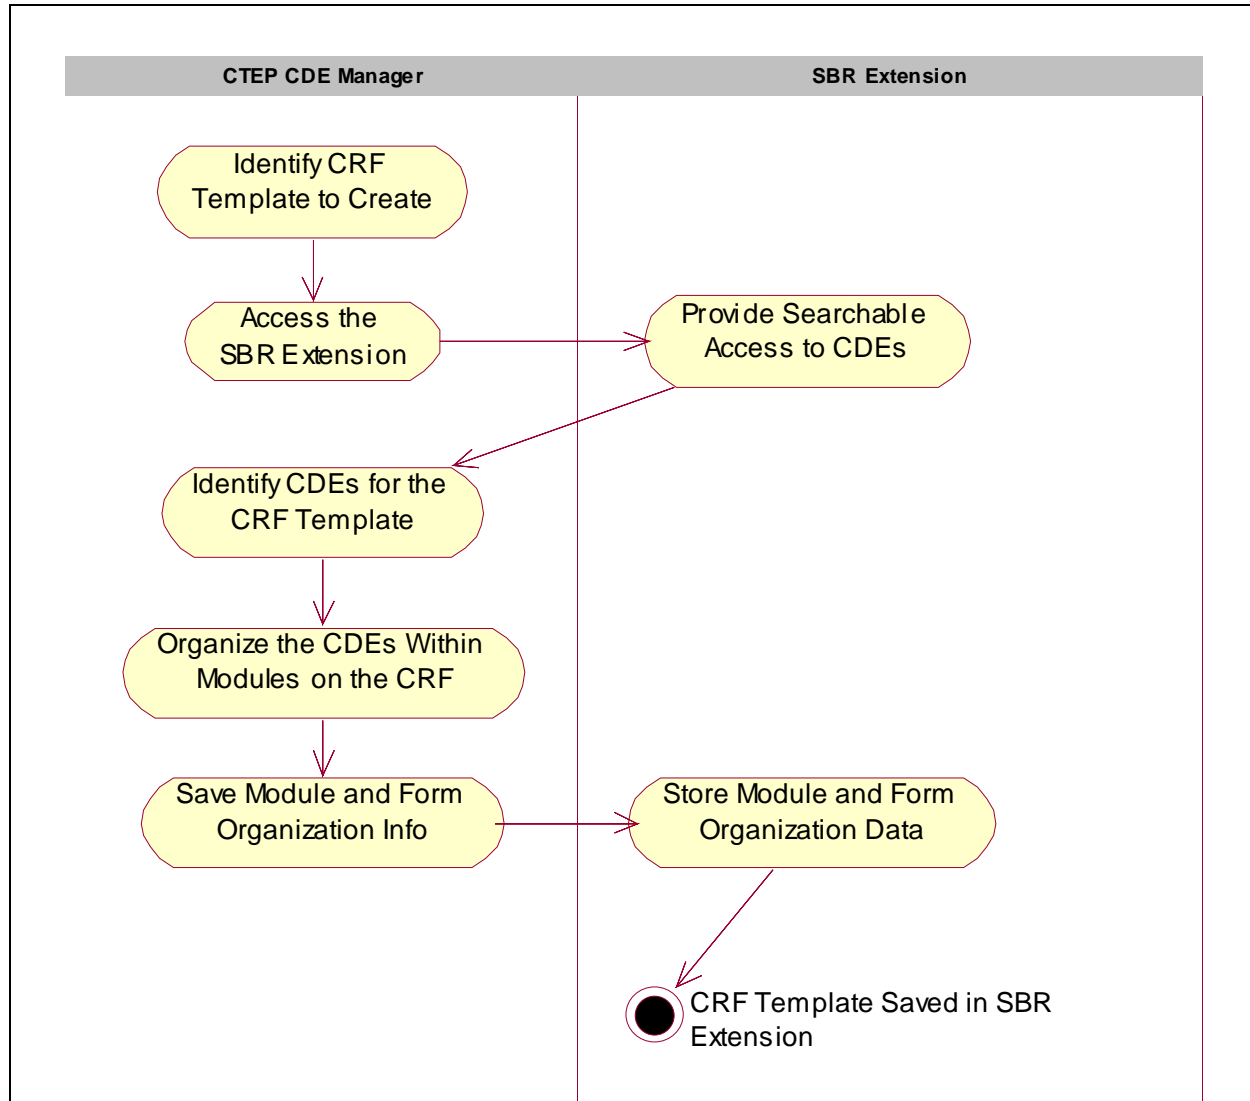 CTEP CDE Manager
SBR Extension
Identify CRF
Template to Create
Access the
SBR Extension
Provide Searchable
Access to CDEs
Identify CDEs for the
CRF Template
Organize the CDEs Within
Modules on the CRF
Save Module and Form
Organization Info
Store Module and Form
Organization Data
CRF Template Saved in SBR
Extension